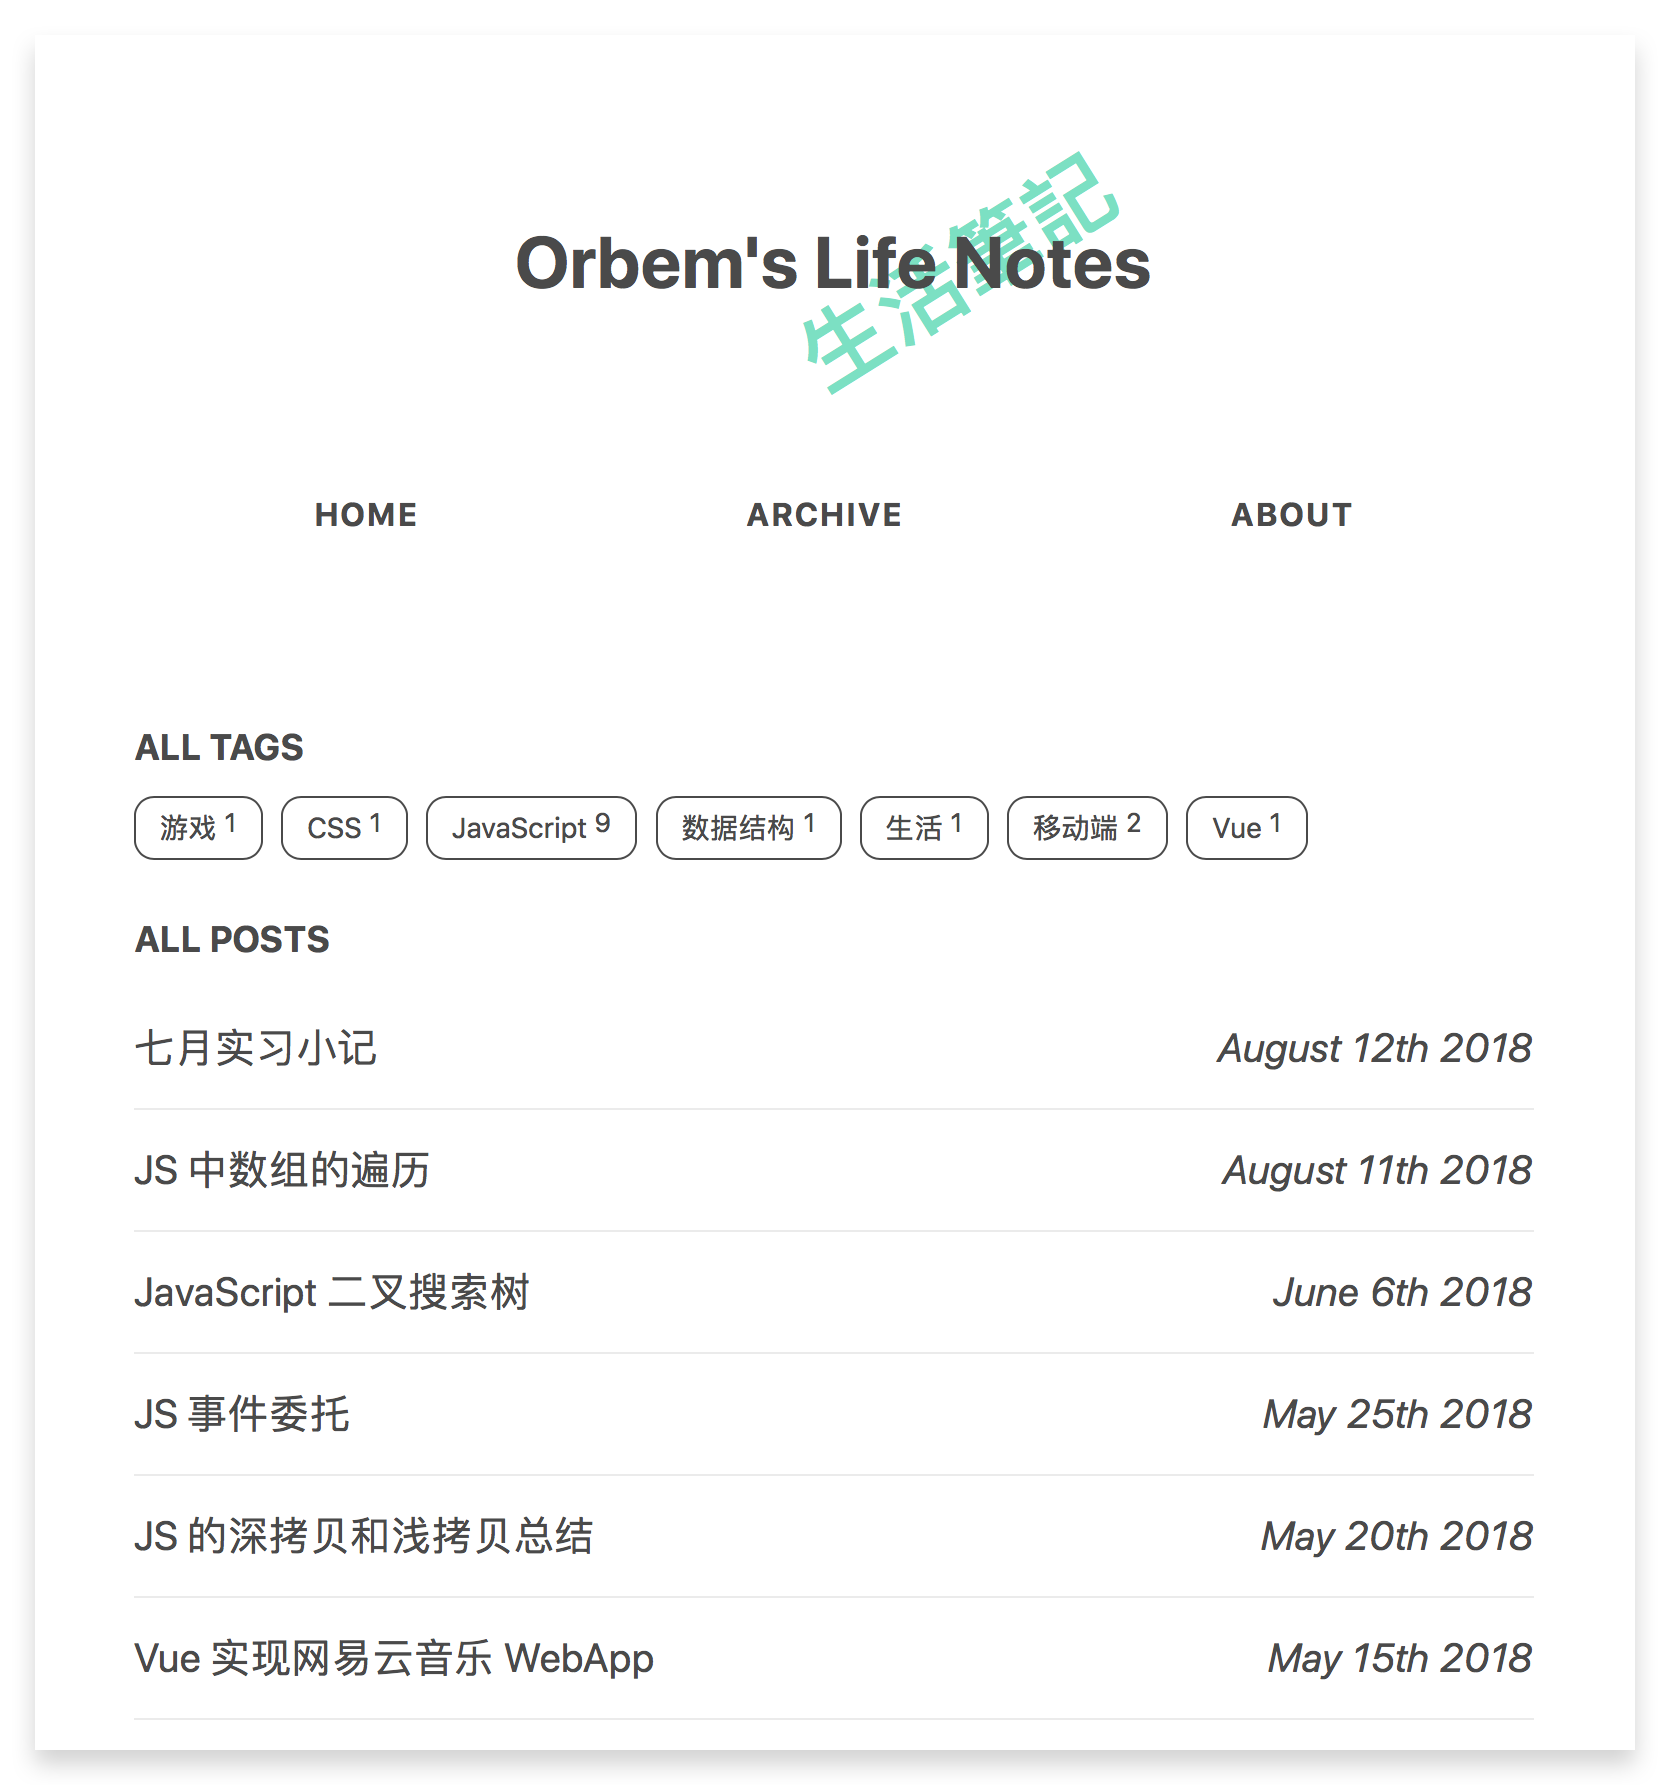 Orbem's Life Notes
生活筆記
HOME ARCHIVE ABOUT
ALL TAGS
游戏 1 CSS 1 JavaScript 9 数据结构 1 生活 1 移动端 2 Vue 1
ALL POSTS
七月实习小记 August 12th 2018
JS 中数组的遍历 August 11th 2018
JavaScript 二叉搜索树 June 6th 2018
JS 事件委托 May 25th 2018
JS 的深拷贝和浅拷贝总结 May 20th 2018
Vue 实现网易云音乐 WebApp May 15th 2018